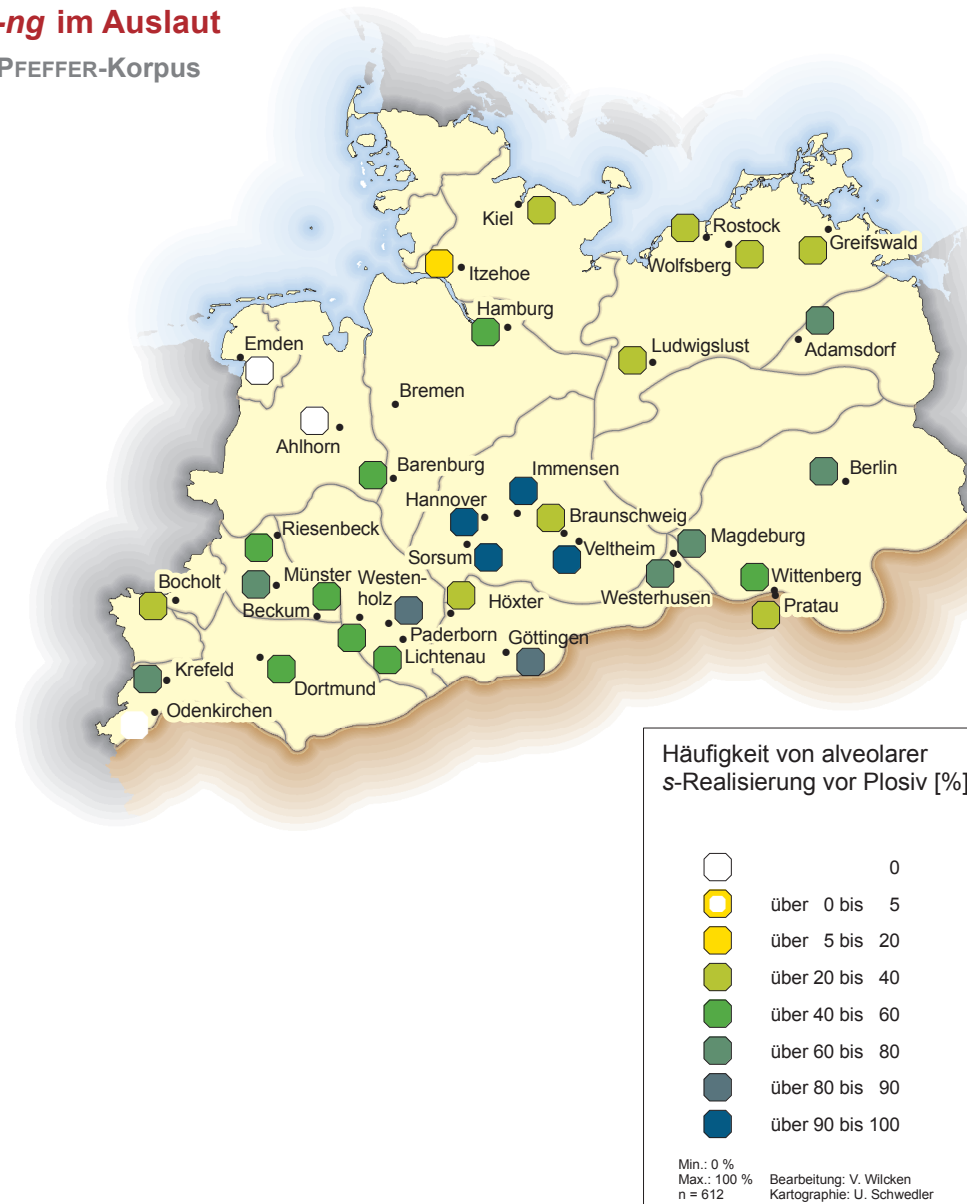 -ng im Auslaut
PFEFFER-Korpus
Kiel
Rostock
Greifswald
Wolfsberg
Itzehoe
Hamburg
Emden
Ludwigslust
Adamsdorf
Bremen
Ahlhorn
Barenburg
Immensen
Berlin
Hannover
Braunschweig
Riesenbeck
Magdeburg
Sorsum
Veltheim
Bocholt
Münster
Westen-
holz
Westerhusen
Wittenberg
Beckum
Höxter
Pratau
Paderborn
Göttingen
Krefeld
Lichtenau
Dortmund
Odenkirchen
Häufigkeit von alveolarer
s-Realisierung vor Plosiv [%]
0
über 0 bis 5
über 5 bis 20
über 20 bis 40
über 40 bis 60
über 60 bis 80
über 80 bis 90
über 90 bis 100
Min.: 0 %
Max.: 100 % Bearbeitung: V. Wilcken
n = 612 Kartographie: U. Schwedler